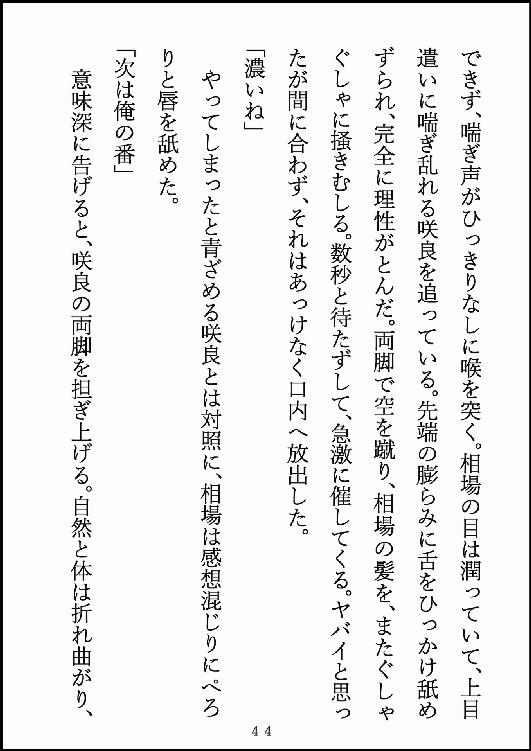 できず、喘ぎ声がひっきりなしに喉を突く。相場の目は潤っていて、上目
遣いに喘ぎ乱れる咲良を追っている。先端の膨らみに舌をひっかけ舐め
ずられ、完全に理性がとんだ。両脚で空を蹴り、相場の髪を、またぐしゃ
ぐしゃに掻きむしる。数秒と待たずして、急激に催してくる。ヤバイと思っ
たが間に合わず、それはあっけなく口内へ放出した。
「濃いね」
やってしまったと青ざめる咲良とは対照に、相場は感想混じりにぺろ
りと唇を舐めた。
「次は俺の番」
意味深に告げると、咲良の両脚を担ぎ上げる。自然と体は折れ曲がり、
44